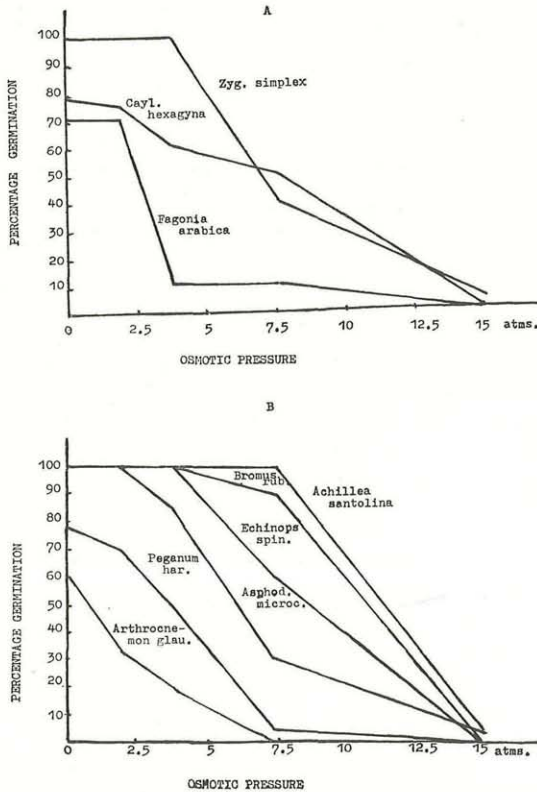 A
100
90
80
70
60
50
40
30
20
10
PERCENTAGE GERMINATION
Zyg. simplex
Cayl.
hexagyna
Fagonia
arabica
0 2.5 5 7.5 10 12.5 15 atms.
OSMOTIC PRESSURE
B
100
90
80
70
60
50
40
30
20
10
PERCENTAGE GERMINATION
Bromus
rub.
Achillea
santolina
Echinops
spin.
Peganum
har.
Asphod.
microc.
Arthrocne-
mon glau.
0 2.5 5 7.5 10 12.5 15 atms.
OSMOTIC PRESSURE